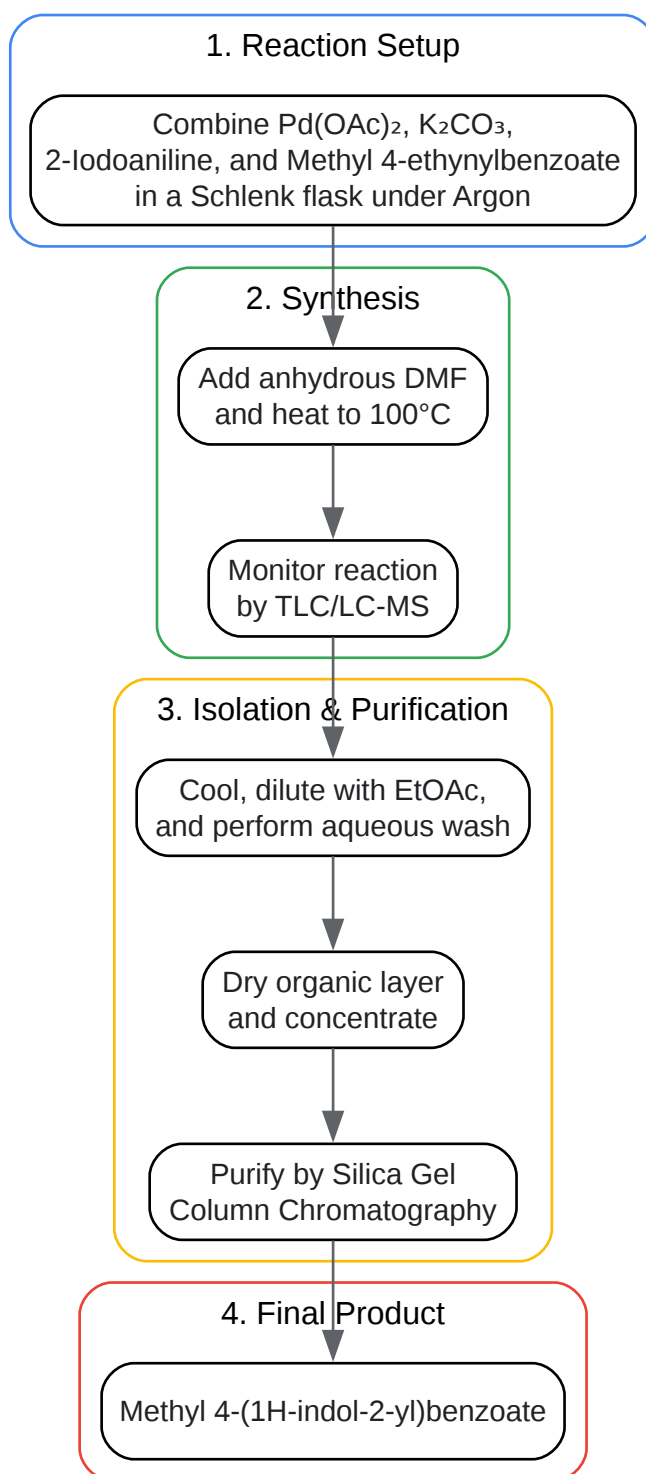 1. Reaction Setup
Combine Pd(OAc)₂, K₂CO₃,
2-Iodoaniline, and Methyl 4-ethynylbenzoate
in a Schlenk flask under Argon
2. Synthesis
Add anhydrous DMF
and heat to 100°C
Monitor reaction
by TLC/LC-MS
3. Isolation & Purification
Cool, dilute with EtOAc,
and perform aqueous wash
Dry organic layer
and concentrate
Purify by Silica Gel
Column Chromatography
4. Final Product
Methyl 4-(1H-indol-2-yl)benzoate